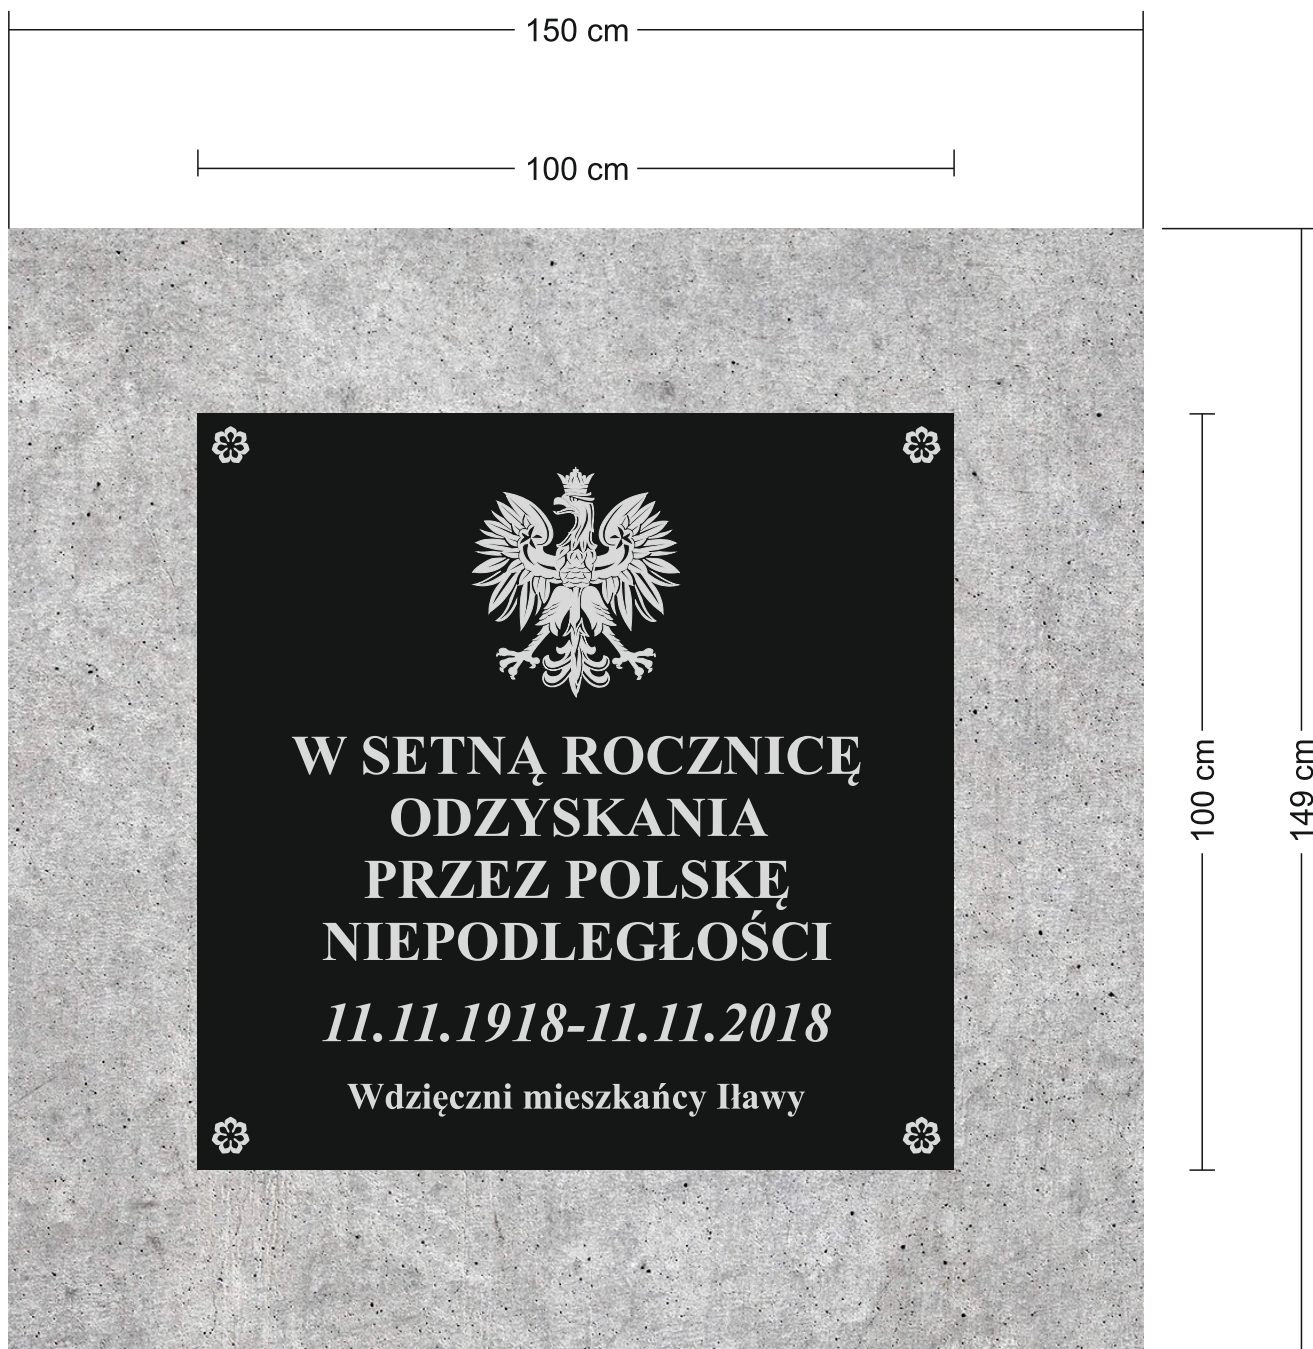 150 cm
100 cm
W SETNĄ ROCZNICĘ
ODZYSKANIA
PRZEZ POLSKĘ
NIEPODLEGŁOŚCI
11.11.1918-11.11.2018
Wdzięczni mieszkańcy Iławy
100 cm
149 cm